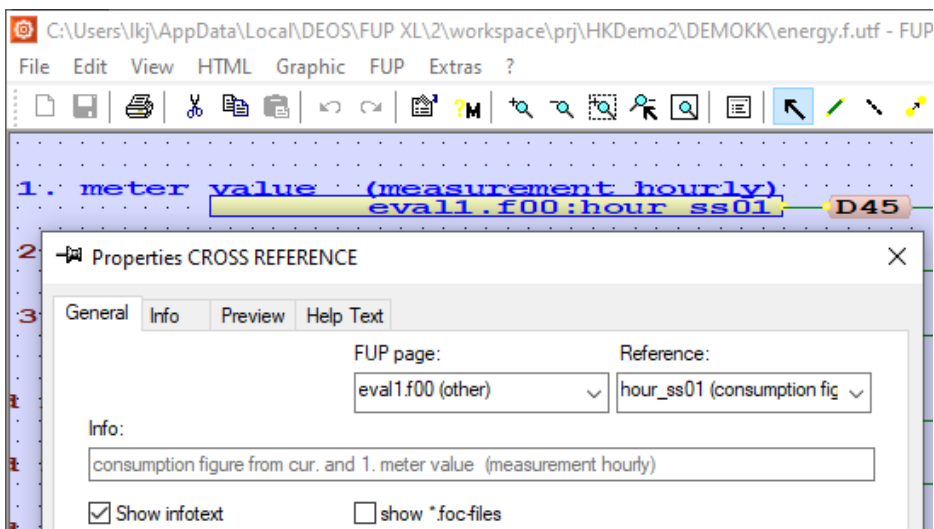 C:\Users\lkj\AppData\Local\DEOS\FUP XL\2\workspace\prj\HKDemo2\DEMOKK\energy.f.utf - FUP
File Edit View HTML Graphic FUP Extras ?
?M
1. meter value (measurement hourly)
eval1.f00:hour_ss01 D45
2
Properties CROSS REFERENCE
3
General Info Preview Help Text
FUP page: Reference:
eval1.f00 (other) hour_ss01 (consumption fig
Info:
consumption figure from cur. and 1. meter value (measurement hourly)
Show infotext show *.foc-files